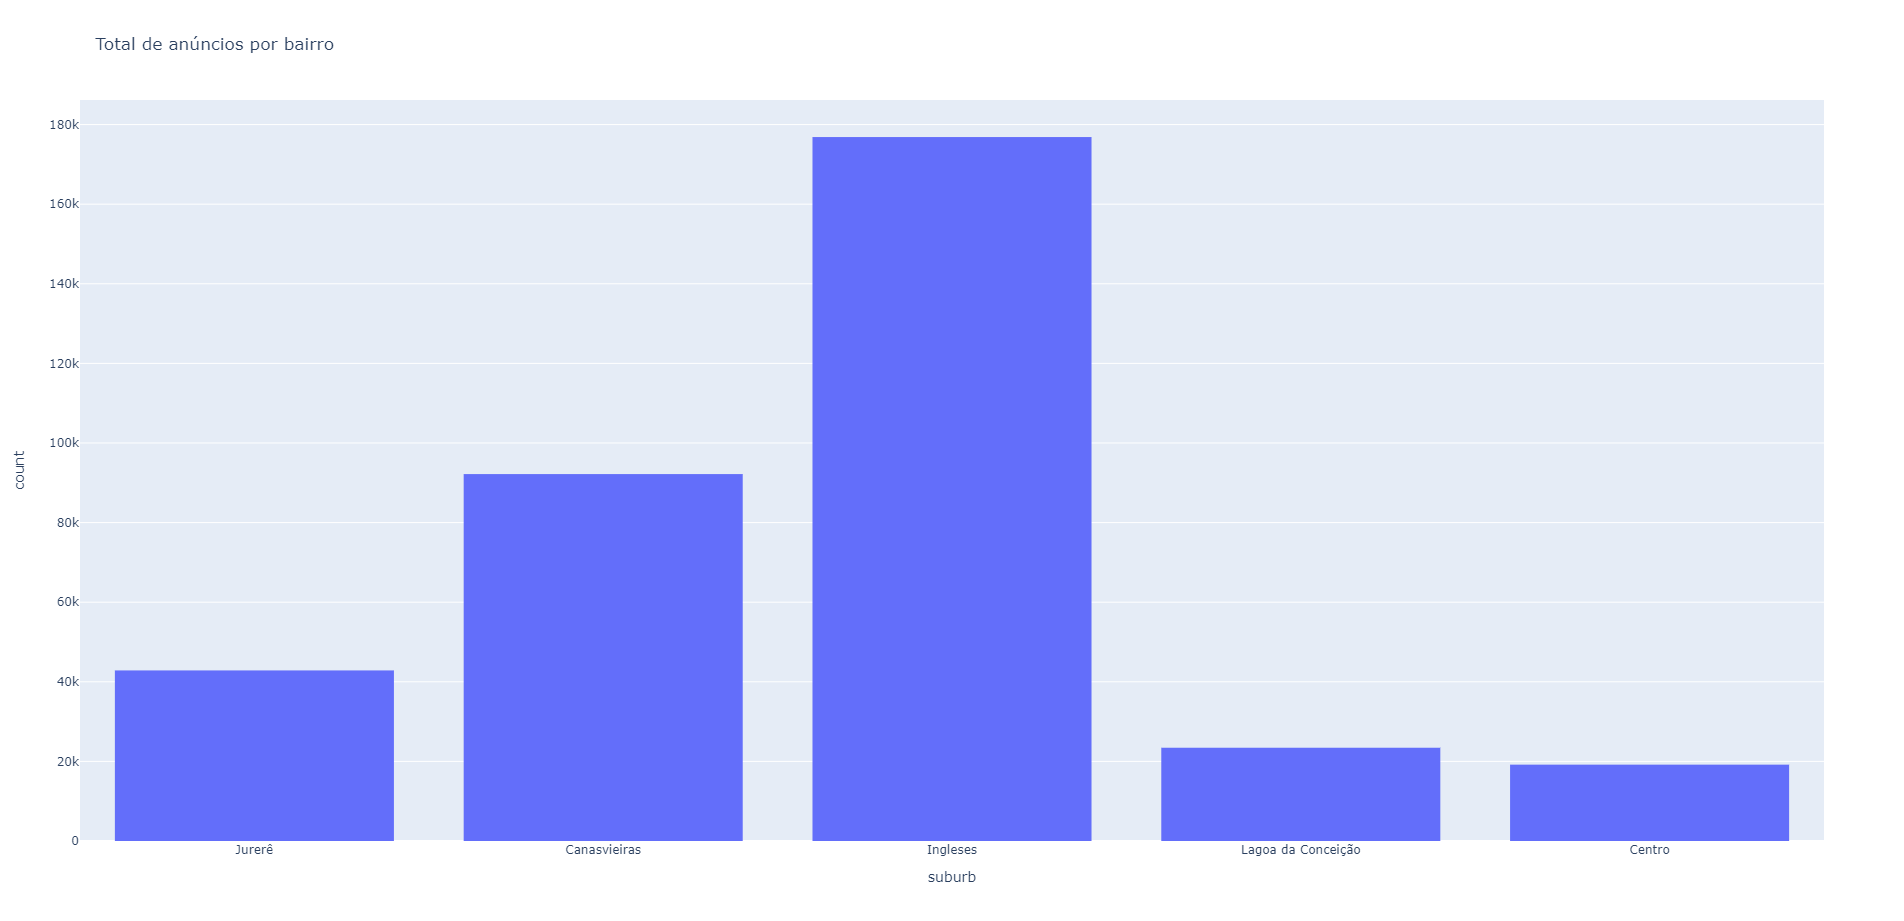 Total de anúncios por bairro
180k
160k
140k
120k
100k
80k
60k
40k
20k
0
count
Jurerê Canasvieiras Ingleses Lagoa da Conceição Centro
suburb